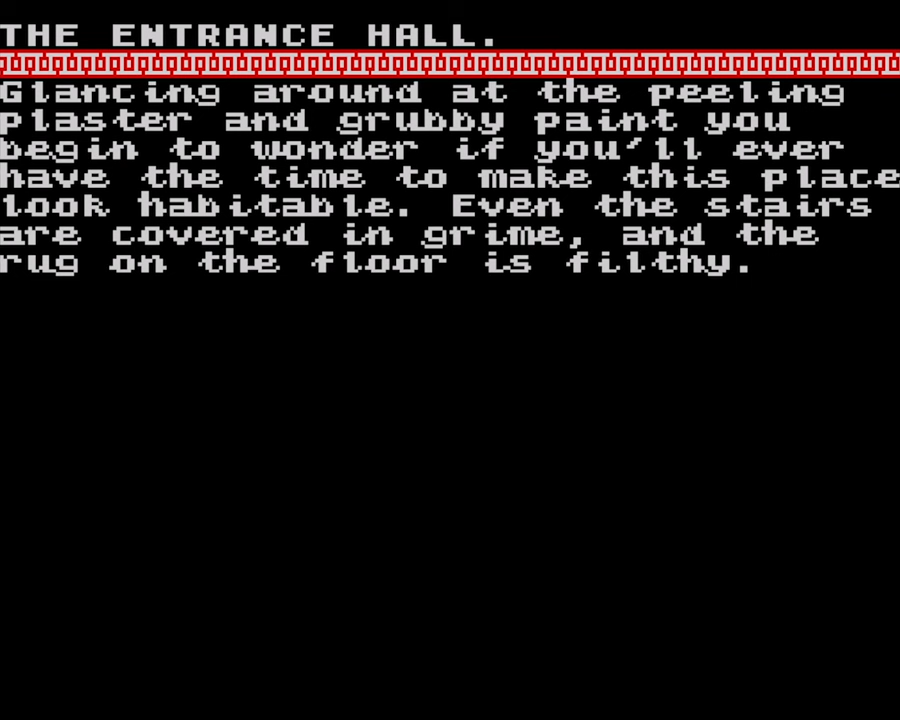 THE ENTRANCE HALL.
Glancing around at the peeling
plaster and grubby paint you
begin to wonder if you'll ever
have the time to make this place
look habitable. Even the stairs
are covered in grime, and the
rug on the floor is filthy.